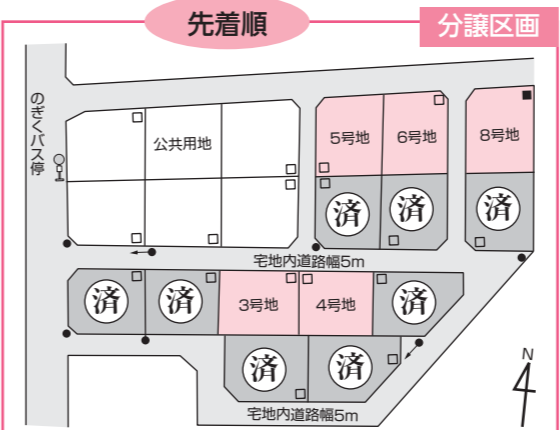 先着順
分譲区画
のぎくバス停
公共用地
5号地
6号地
8号地
済
済
済
宅地内道路幅5m
済
済
3号地
4号地
済
済
済
宅地内道路幅5m
N